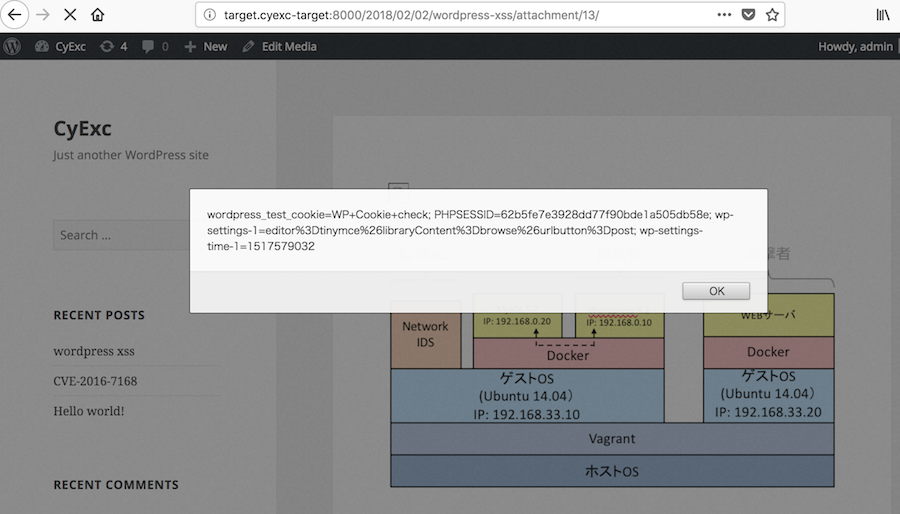 target.cyexc-target:8000/2018/02/02/wordpress-xss/attachment/13/
CyExc 4 0 New Edit Media Howdy, admin
CyExc
Just another WordPress site
Search ...
RECENT POSTS
wordpress xss
CVE-2016-7168
Hello world!
RECENT COMMENTS
wordpress_test_cookie=WP+Cookie+check; PHPSESSID=62b5fe7e3928dd77f90bde1a505db58e; wp-
settings-1=editor%3Dtinymce%26libraryContent%3Dbrowse%26urlbutton%3Dpost; wp-settings-
time-1=1517579032
OK
撃者
Network
IDS
IP: 192.168.0.20
IP: 192.168.0.10
WEBサーバ
Docker
Docker
ゲストOS
(Ubuntu 14.04)
IP: 192.168.33.10
ゲストOS
(Ubuntu 14.04)
IP: 192.168.33.20
Vagrant
ホストOS